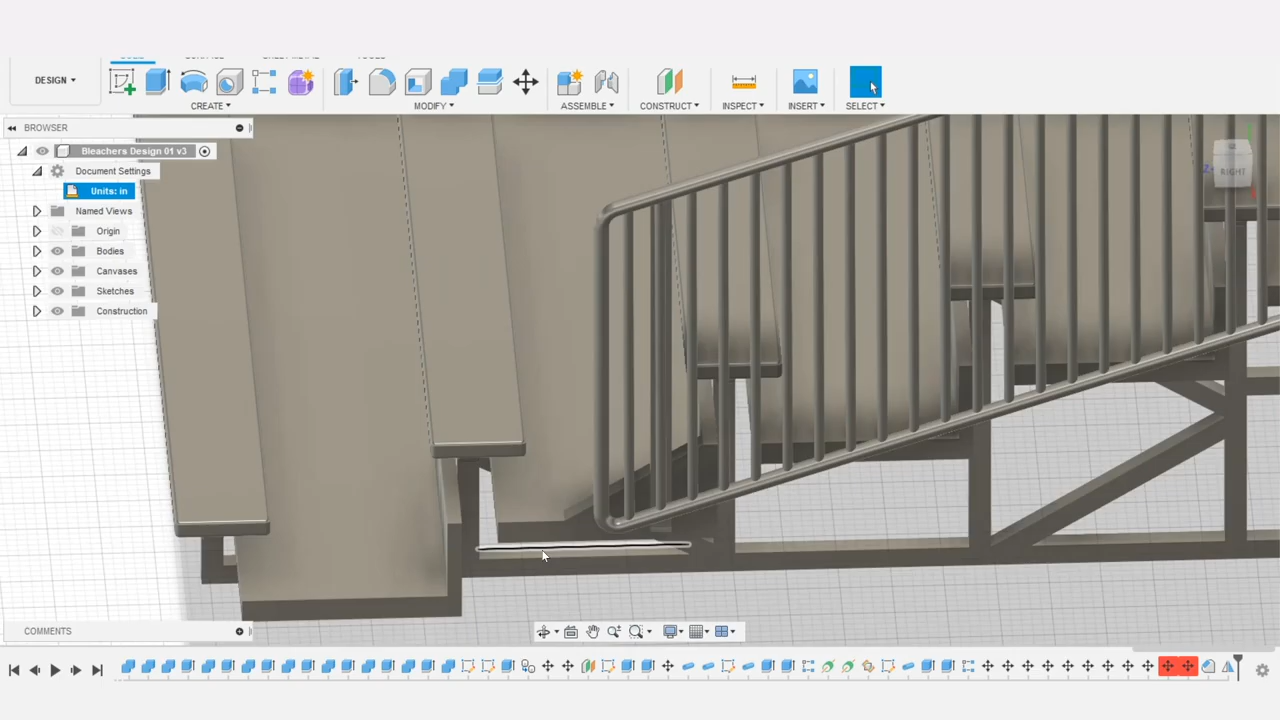 DESIGN
CREATE
MODIFY
ASSEMBLE
CONSTRUCT
INSPECT
INSERT
SELECT
BROWSER
Bleachers Design 01 v3
Document Settings
Units: in
Named Views
Origin
Bodies
Canvases
Sketches
Construction
RIGHT
Z
COMMENTS